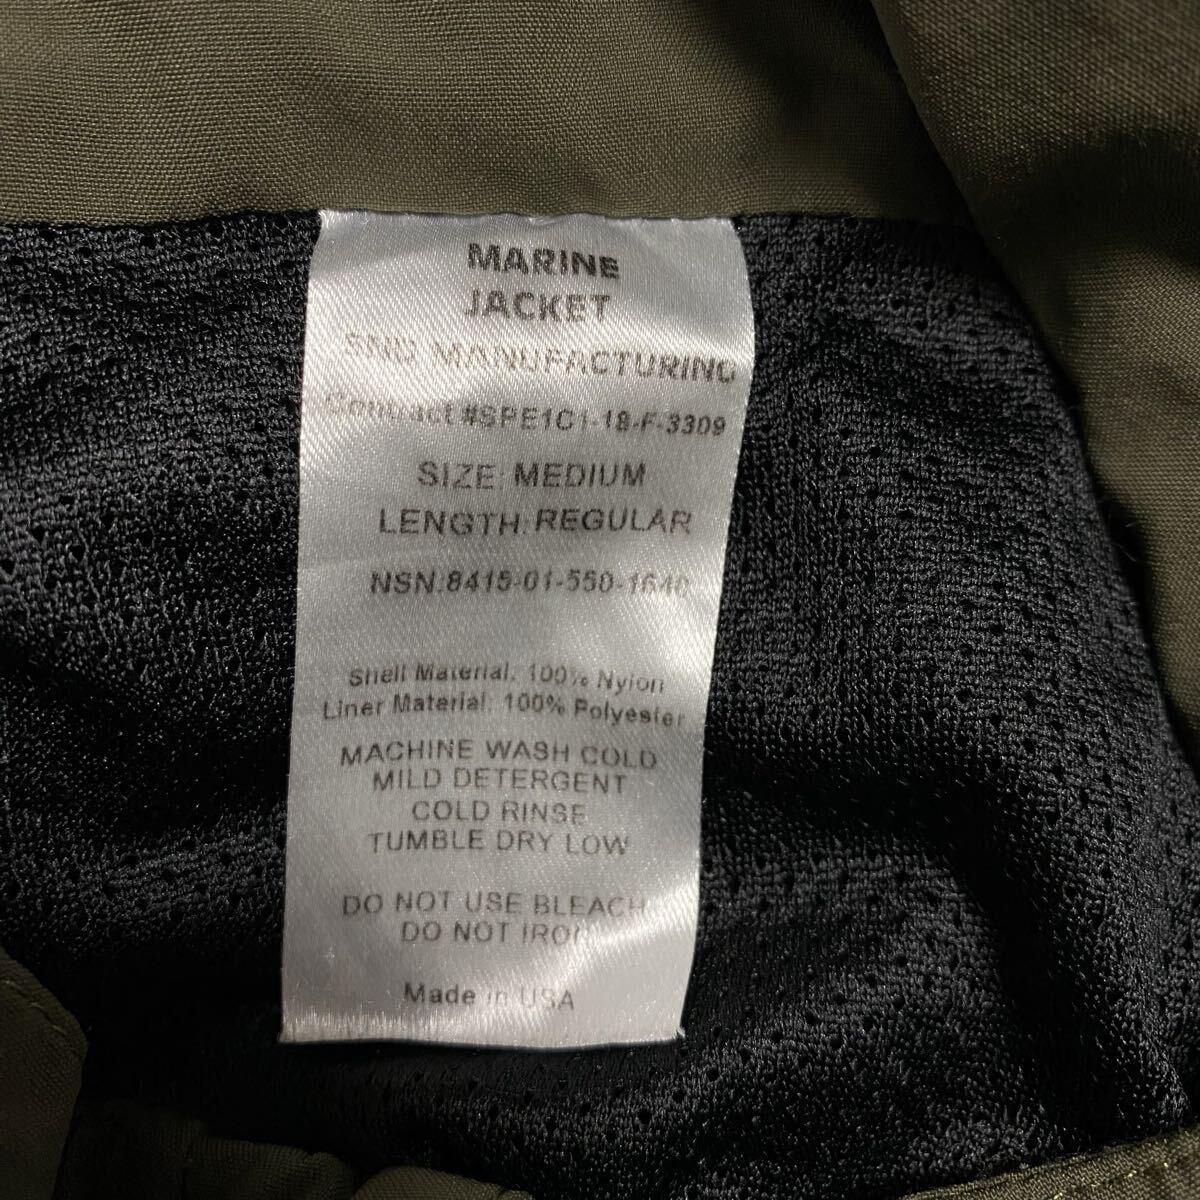 MARINE
JACKET
SND MANUFACTURING
Contract #SPE1C1-18-F-3309
SIZE: MEDIUM
LENGTH: REGULAR
NSN:8415-01-550-1640
Shell Material: 100% Nylon
Liner Material: 100% Polyester
MACHINE WASH COLD
MILD DETERGENT
COLD RINSE
TUMBLE DRY LOW
DO NOT USE BLEACH
DO NOT IRON
Made in USA